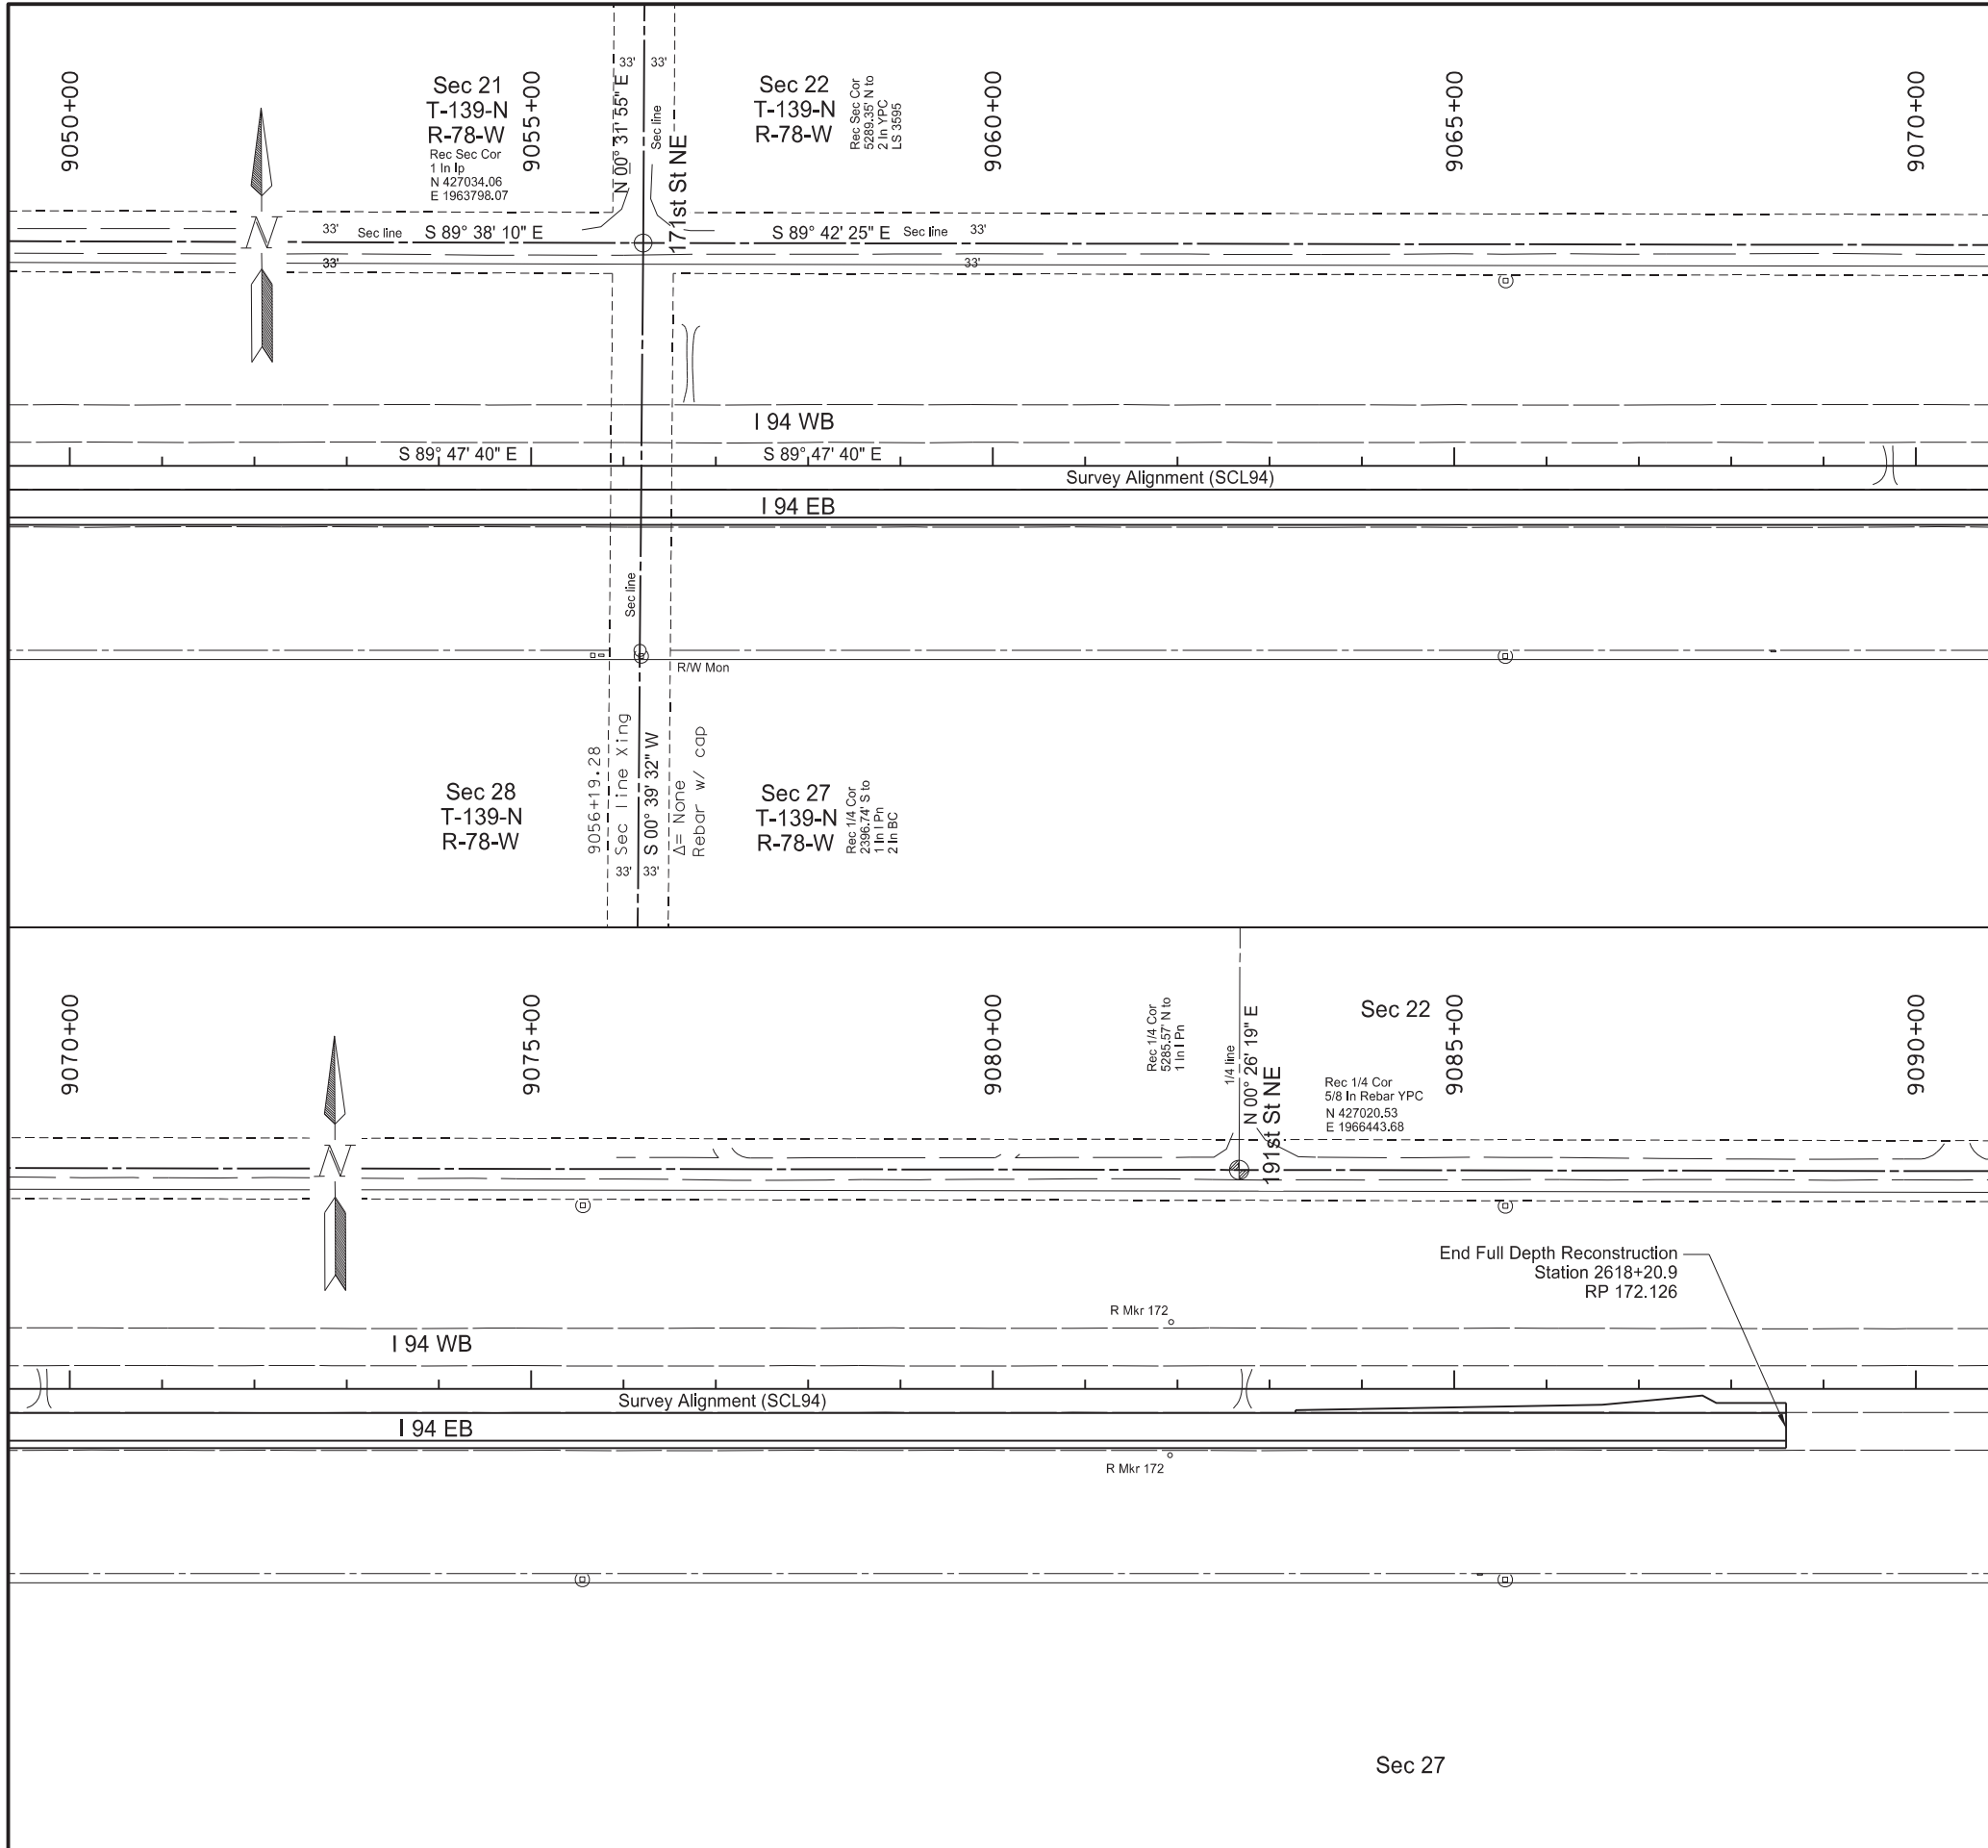 9050+00
Sec 21
T-139-N
R-78-W
Rec Sec Cor
1 In Ip
N 427034.06
E 1963798.07
9055+00
33'
33'
N 00° 31' 55" E
Sec line
171st St NE
Sec 22
T-139-N
R-78-W
Rec Sec Cor
5289.35' N to
2 In YPC
LS 3595
9060+00
9065+00
9070+00
N
33'
Sec line
S 89° 38' 10" E
S 89° 42' 25" E
Sec line
33'
33'
33'
I 94 WB
S 89° 47' 40" E
S 89° 47' 40" E
Survey Alignment (SCL94)
I 94 EB
Sec line
R/W Mon
Sec 28
T-139-N
R-78-W
9056+19.28
Sec line Xing
S 00° 39' 32" W
Δ= None
Rebar w/ cap
33'
33'
Sec 27
T-139-N
R-78-W
Rec 1/4 Cor
2396.74' S to
1 In I Pn
2 In BC
9070+00
9075+00
9080+00
Rec 1/4 Cor
5285.57' N to
1 In I Pn
1/4 line
N 00° 26' 19" E
191st St NE
Sec 22
Rec 1/4 Cor
5/8 In Rebar YPC
N 427020.53
E 1966443.68
9085+00
9090+00
N
End Full Depth Reconstruction
Station 2618+20.9
RP 172.126
R Mkr 172
I 94 WB
Survey Alignment (SCL94)
I 94 EB
R Mkr 172
Sec 27